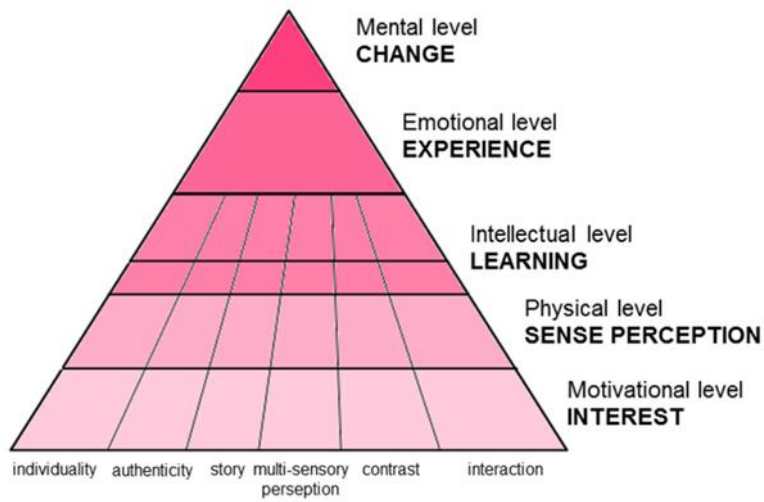 Mental level
CHANGE
Emotional level
EXPERIENCE
Intellectual level
LEARNING
Physical level
SENSE PERCEPTION
Motivational level
INTEREST
individuality authenticity story multi-sensory contrast interaction
perseption